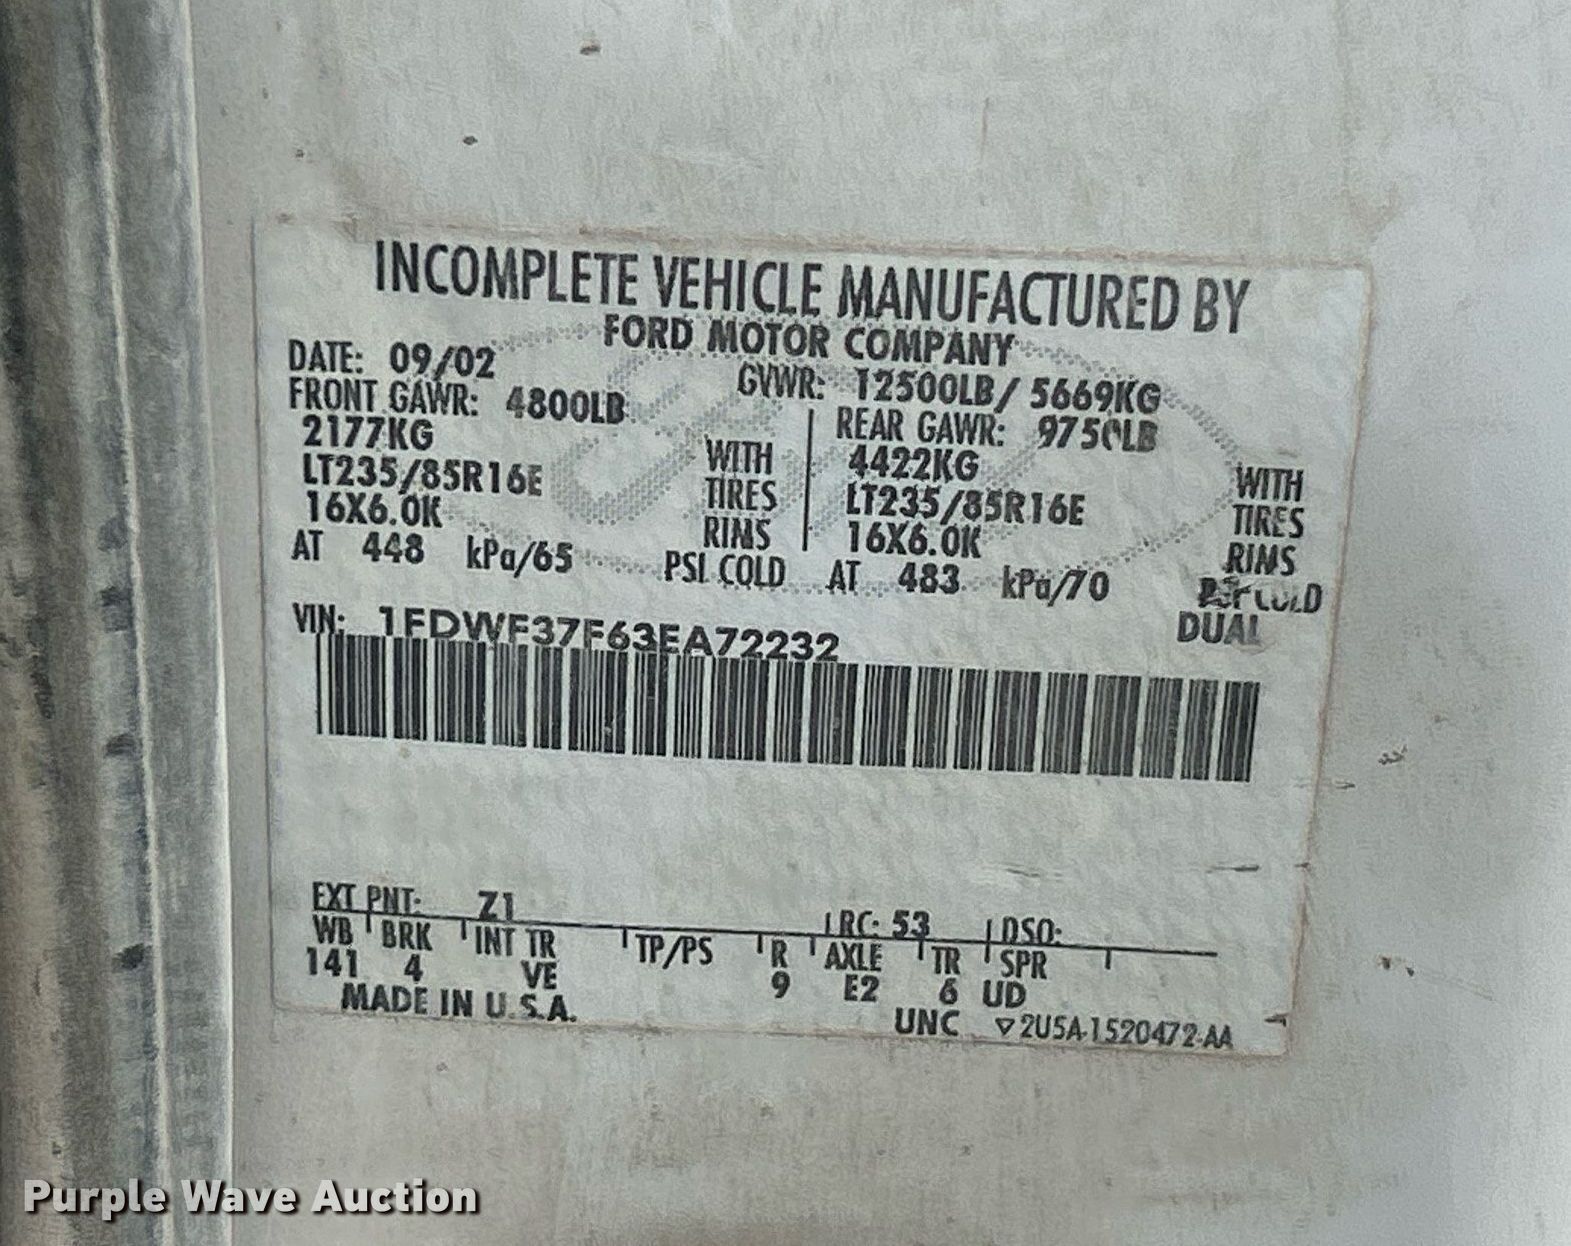 INCOMPLETE VEHICLE MANUFACTURED BY
FORD MOTOR COMPANY
DATE: 09/02 GVWR: 12500LB/ 5669KG
FRONT GAWR: 4800LB REAR GAWR: 9750LB
2177KG WITH 4422KG WITH
LT235/85R16E TIRES LT235/85R16E TIRES
16X6.0K RIMS 16X6.0K RIMS
AT 448 kPa/65 PSI COLD AT 483 kPa/70 PSI COLD
DUAL
VIN: 1FDWF37F63EA72232
EXT PNT: Z1 RC: 53 DSO:
WB BRK INT TR TP/PS R AXLE TR SPR
141 4 VE 9 E2 6 UD
MADE IN U.S.A.
UNC ▽2U5A-1520472-AA
Purple Wave Auction